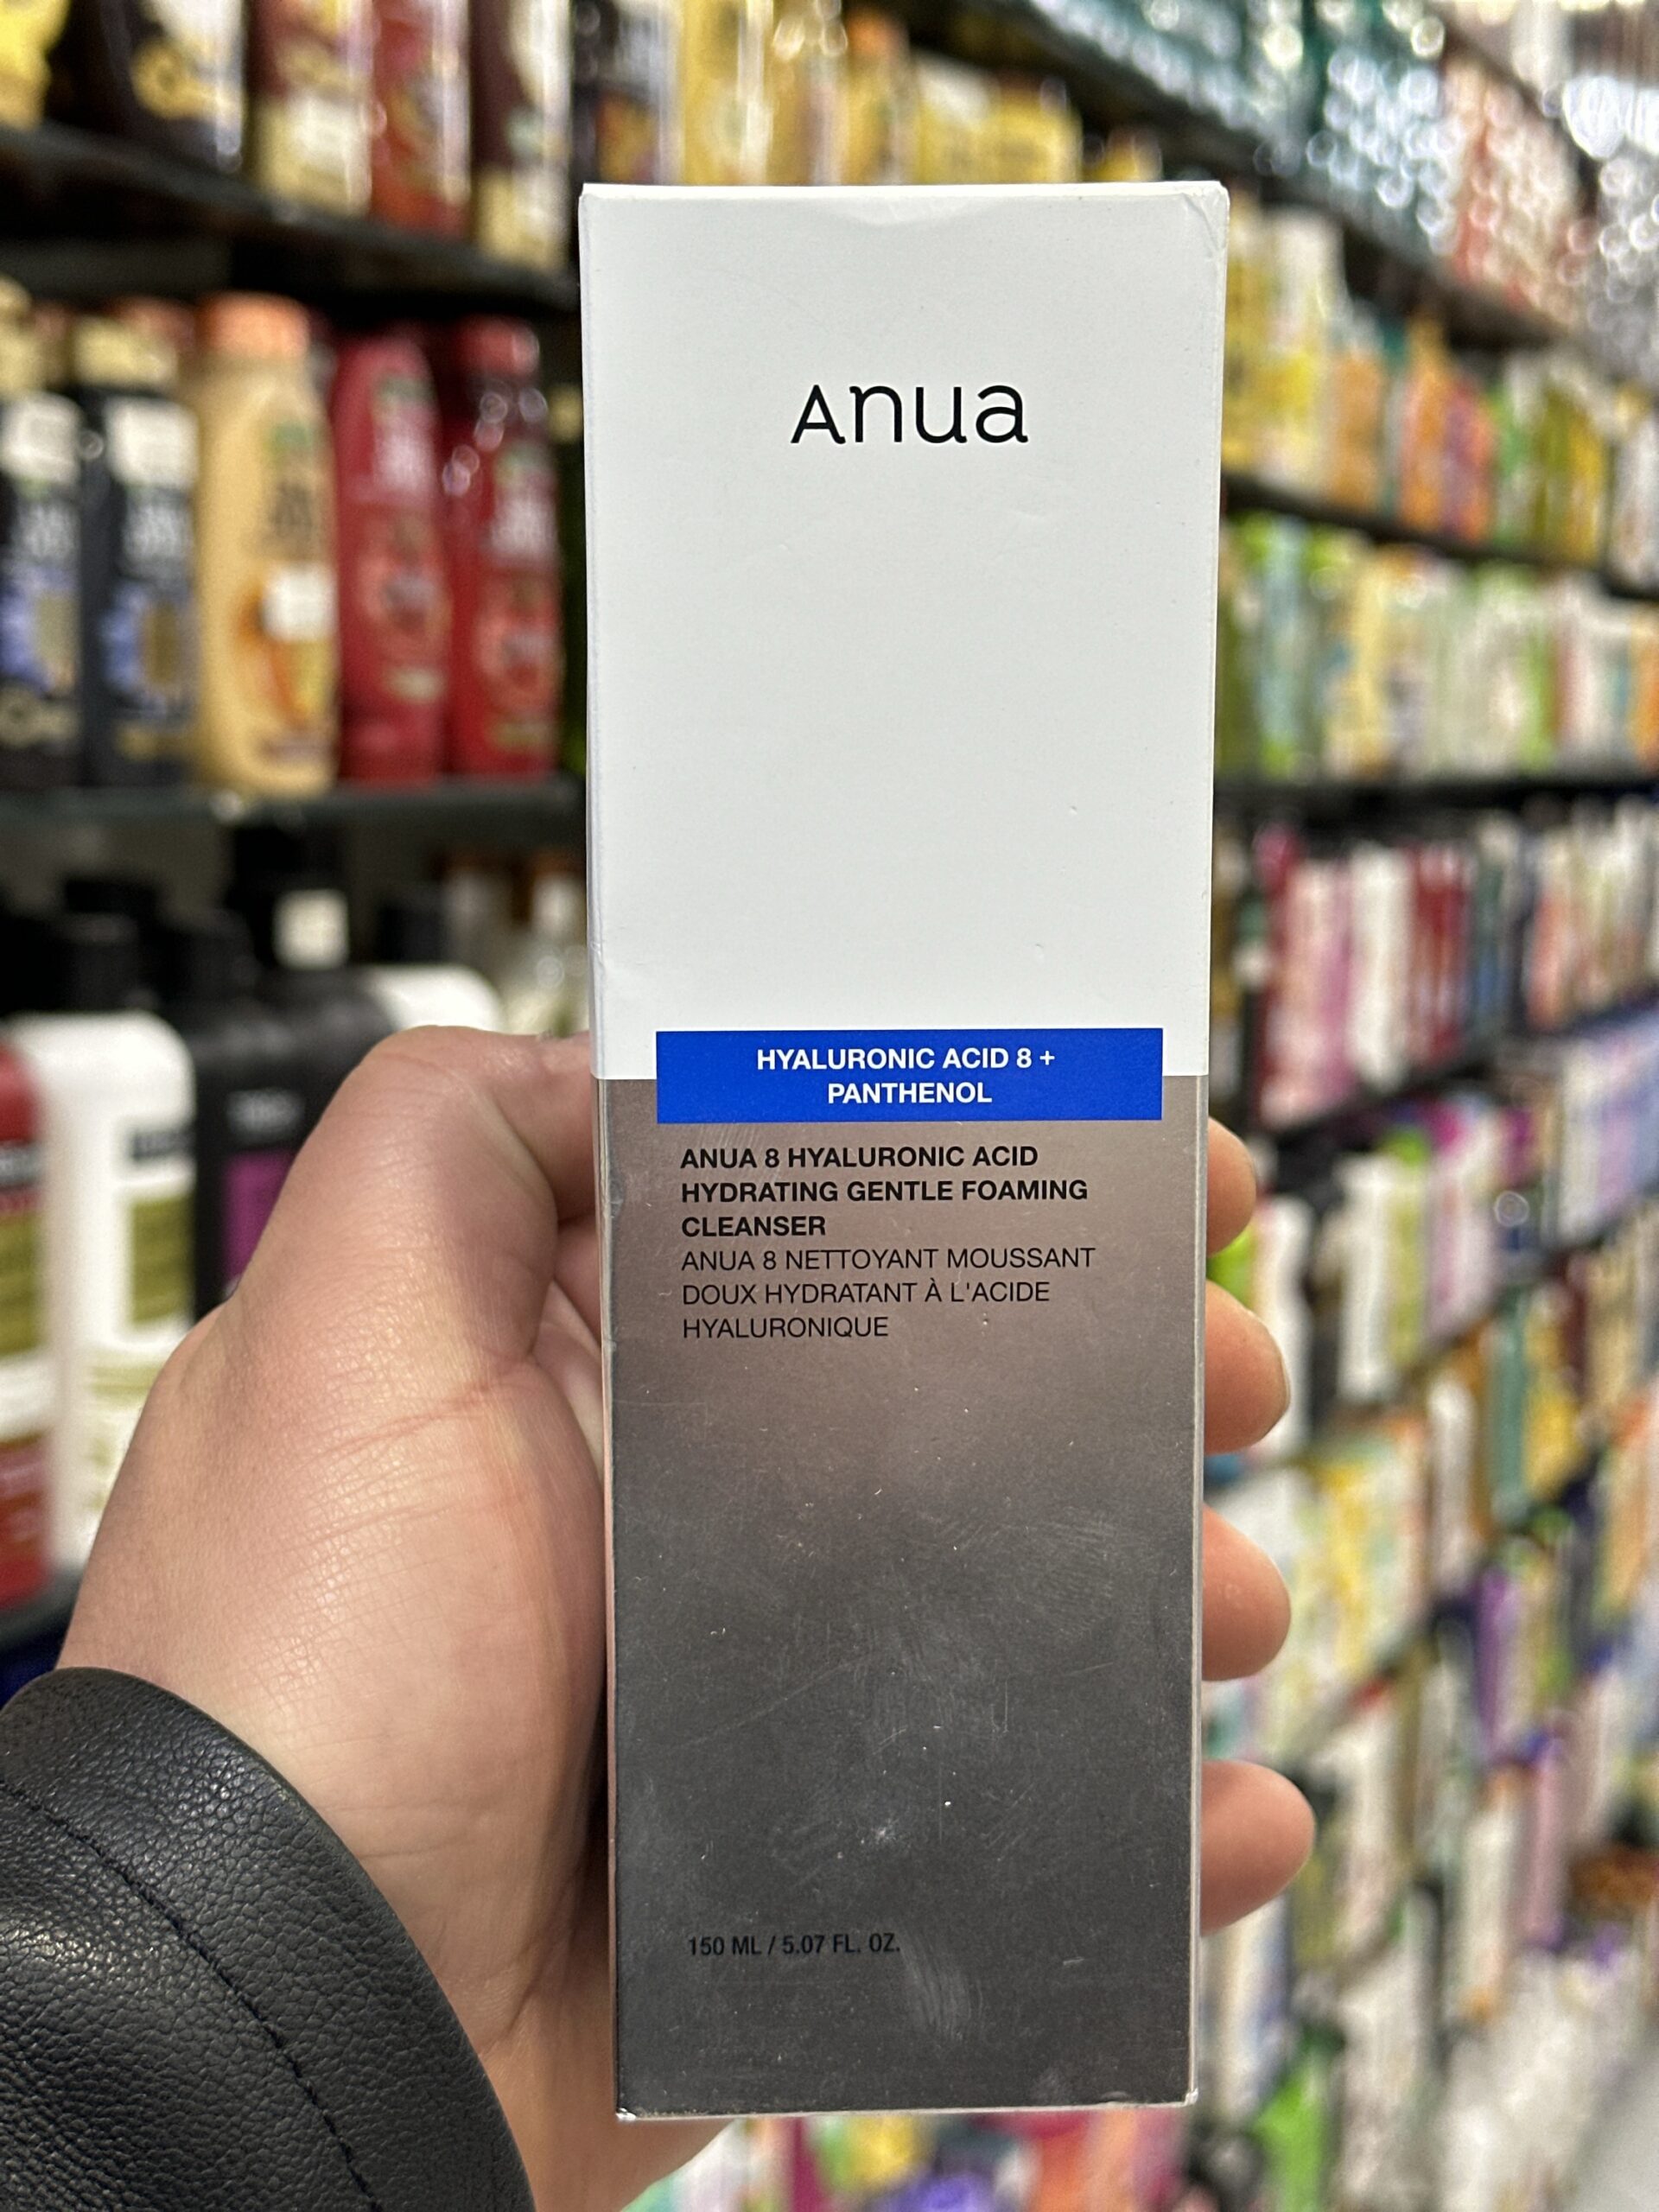 Anua
HYALURONIC ACID 8 +
PANTHENOL
ANUA 8 HYALURONIC ACID
HYDRATING GENTLE FOAMING
CLEANSER
ANUA 8 NETTOYANT MOUSSANT
DOUX HYDRATANT À L'ACIDE
HYALURONIQUE
150 ML / 5.07 FL. OZ.